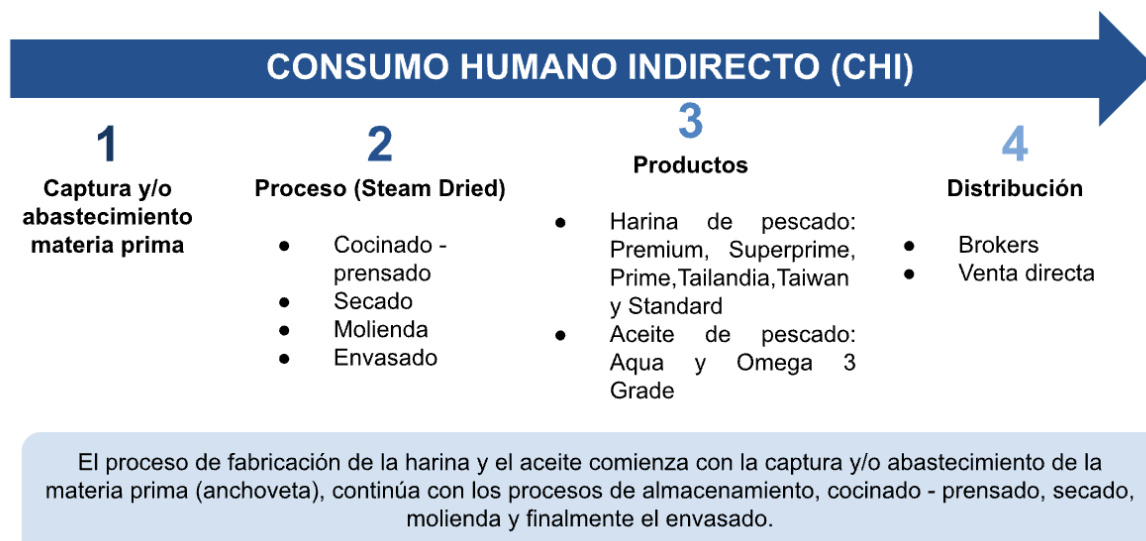 CONSUMO HUMANO INDIRECTO (CHI)
1
Captura y/o
abastecimiento
materia prima
2
Proceso (Steam Dried)
● Cocinado -
prensado
● Secado
● Molienda
● Envasado
3
Productos
● Harina de pescado:
Premium, Superprime,
Prime,Tailandia,Taiwan
y Standard
● Aceite de pescado:
Aqua y Omega 3
Grade
4
Distribución
● Brokers
● Venta directa
El proceso de fabricación de la harina y el aceite comienza con la captura y/o abastecimiento de la
materia prima (anchoveta), continúa con los procesos de almacenamiento, cocinado - prensado, secado,
molienda y finalmente el envasado.